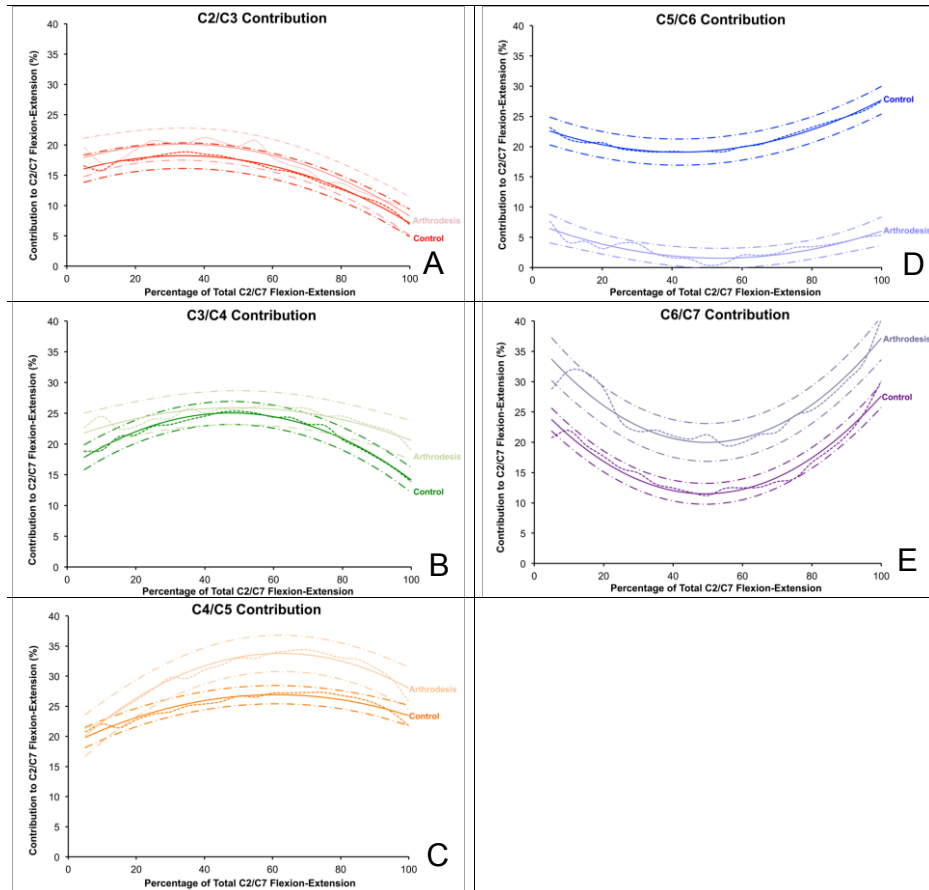 C2/C3 Contribution
Contribution to C2/C7 Flexion-Extension (%)
40
35
30
25
20
15
10
5
0
0 20 40 60 80 100
Percentage of Total C2/C7 Flexion-Extension
Arthrodesis
Control
A
C5/C6 Contribution
Contribution to C2/C7 Flexion-Extension (%)
40
35
30
25
20
15
10
5
0
0 20 40 60 80 100
Percentage of Total C2/C7 Flexion-Extension
Control
Arthrodesis
D
C3/C4 Contribution
Contribution to C2/C7 Flexion-Extension (%)
40
35
30
25
20
15
10
5
0
0 20 40 60 80 100
Percentage of Total C2/C7 Flexion-Extension
Arthrodesis
Control
B
C6/C7 Contribution
Contribution to C2/C7 Flexion-Extension (%)
40
35
30
25
20
15
10
5
0
0 20 40 60 80 100
Percentage of Total C2/C7 Flexion-Extension
Arthrodesis
Control
E
C4/C5 Contribution
Contribution to C2/C7 Flexion-Extension (%)
40
35
30
25
20
15
10
5
0
0 20 40 60 80 100
Percentage of Total C2/C7 Flexion-Extension
Arthrodesis
Control
C